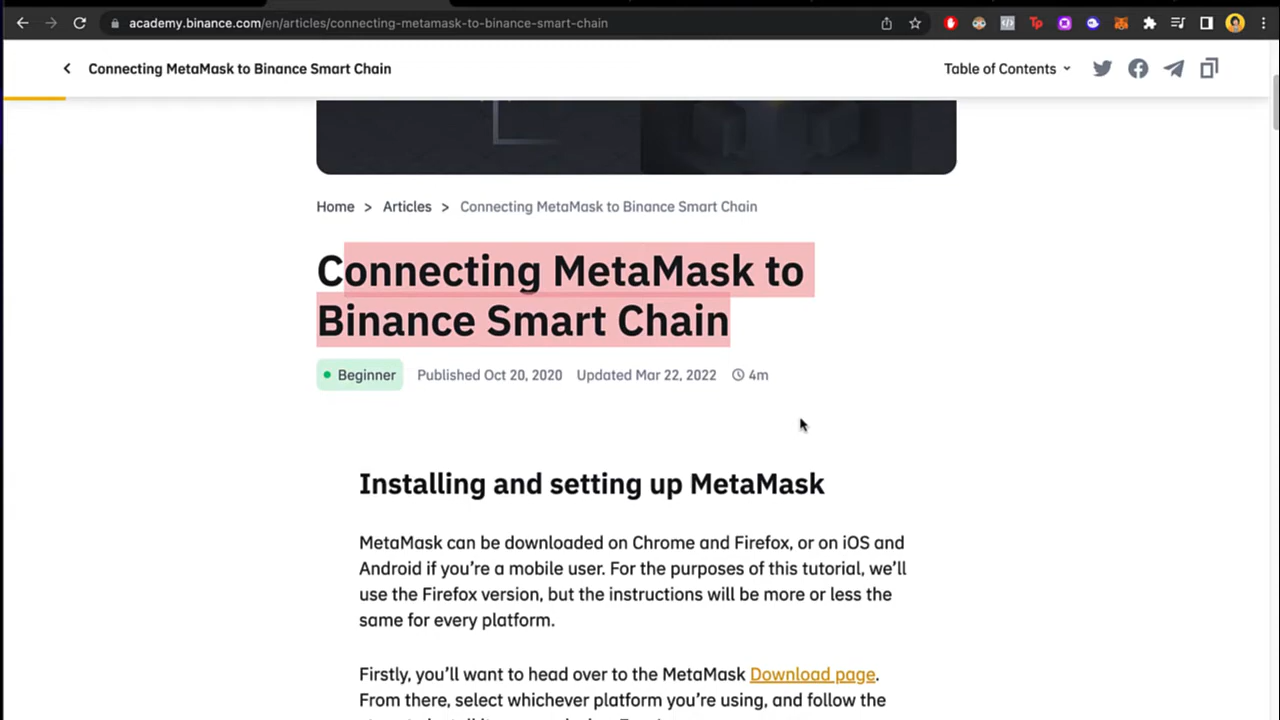 academy.binance.com/en/articles/connecting-metamask-to-binance-smart-chain
Tp
Connecting MetaMask to Binance Smart Chain
Table of Contents
Home > Articles > Connecting MetaMask to Binance Smart Chain
Connecting MetaMask to
Binance Smart Chain
Beginner Published Oct 20, 2020 Updated Mar 22, 2022 4m
Installing and setting up MetaMask
MetaMask can be downloaded on Chrome and Firefox, or on iOS and
Android if you’re a mobile user. For the purposes of this tutorial, we’ll
use the Firefox version, but the instructions will be more or less the
same for every platform.
Firstly, you’ll want to head over to the MetaMask Download page.
From there, select whichever platform you’re using, and follow the